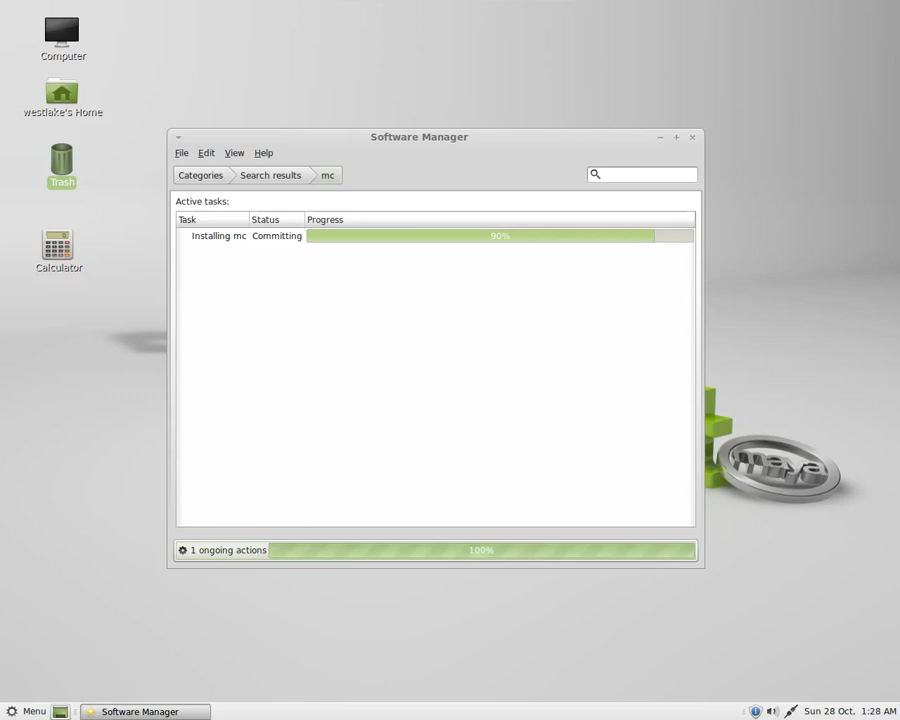 Computer
westlake's Home
Trash
Calculator
Software Manager
File Edit View Help
Categories Search results mc
Active tasks:
Task Status Progress
Installing mc Committing 90%
1 ongoing actions 100%
maya
Menu Software Manager Sun 28 Oct, 1:28 AM